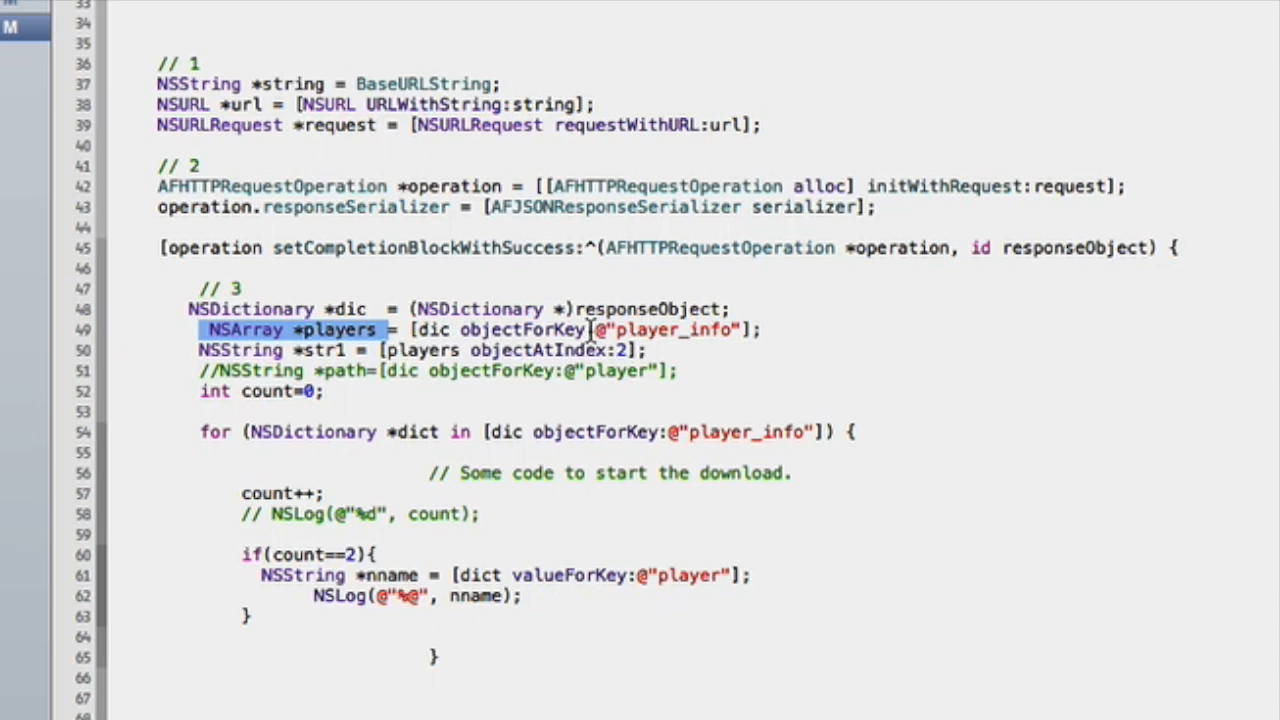 M
M
33
34
35
36 // 1
37 NSString *string = BaseURLString;
38 NSURL *url = [NSURL URLWithString:string];
39 NSURLRequest *request = [NSURLRequest requestWithURL:url];
40
41 // 2
42 AFHTTPRequestOperation *operation = [[AFHTTPRequestOperation alloc] initWithRequest:request];
43 operation.responseSerializer = [AFJSONResponseSerializer serializer];
44
45 [operation setCompletionBlockWithSuccess:^(AFHTTPRequestOperation *operation, id responseObject) {
46
47 // 3
48 NSDictionary *dic  = (NSDictionary *)responseObject;
49 NSArray *players = [dic objectForKey:@"player_info"];
50 NSString *str1 = [players objectAtIndex:2];
51 //NSString *path=[dic objectForKey:@"player"];
52 int count=0;
53
54 for (NSDictionary *dict in [dic objectForKey:@"player_info"]) {
55
56 // Some code to start the download.
57 count++;
58 // NSLog(@"%d", count);
59
60 if(count==2){
61 NSString *nname = [dict valueForKey:@"player"];
62 NSLog(@"%@", nname);
63 }
64
65 }
66
67
68